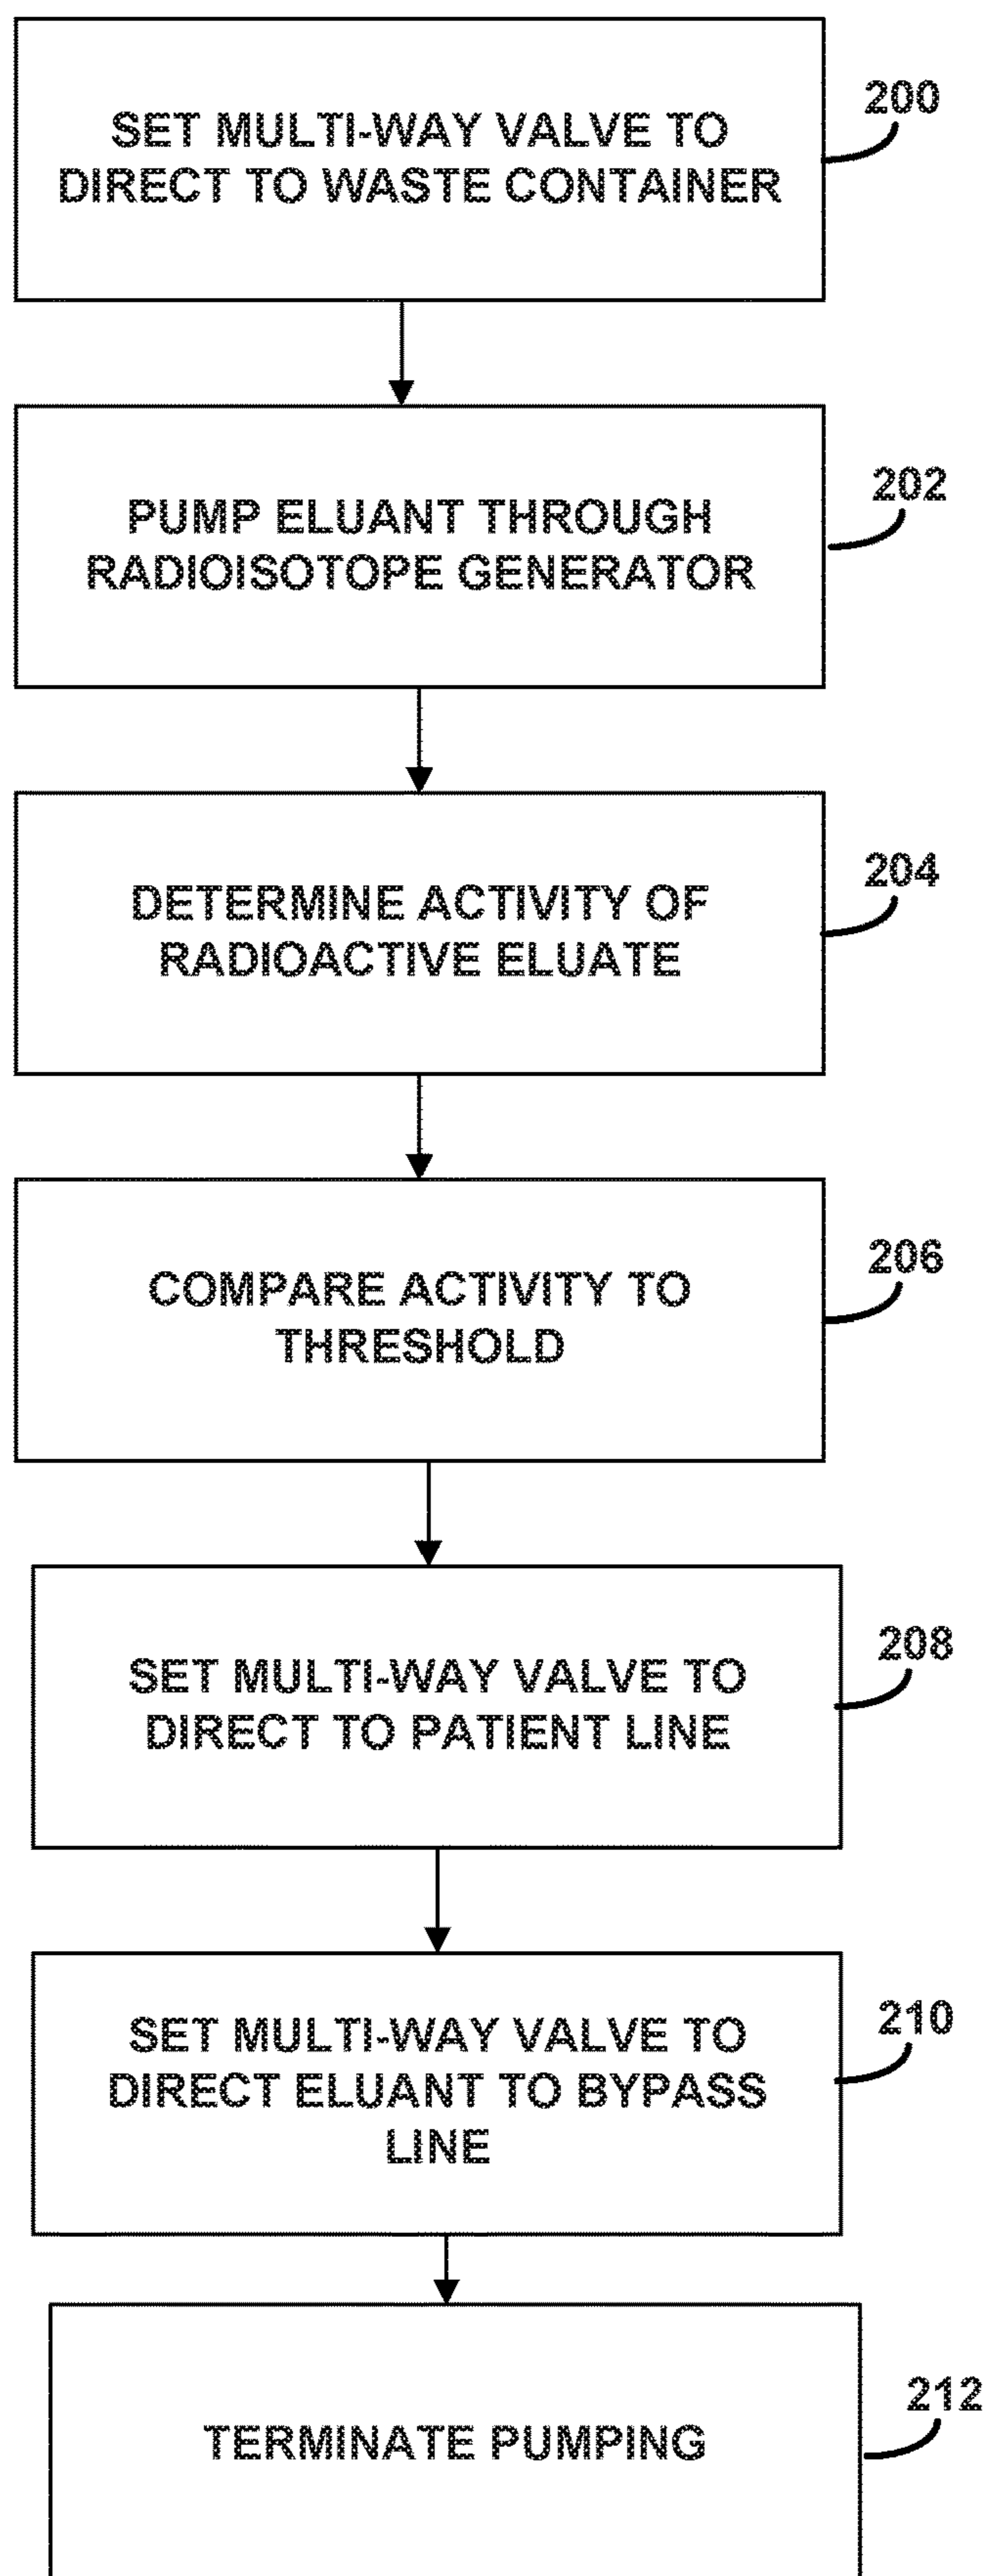 SET MULTI-WAY VALVE TO
DIRECT TO WASTE CONTAINER
200
PUMP ELUANT THROUGH
RADIOISOTOPE GENERATOR
202
DETERMINE ACTIVITY OF
RADIOACTIVE ELUATE
204
COMPARE ACTIVITY TO
THRESHOLD
206
SET MULTI-WAY VALVE TO
DIRECT TO PATIENT LINE
208
SET MULTI-WAY VALVE TO
DIRECT ELUANT TO BYPASS
LINE
210
TERMINATE PUMPING
212